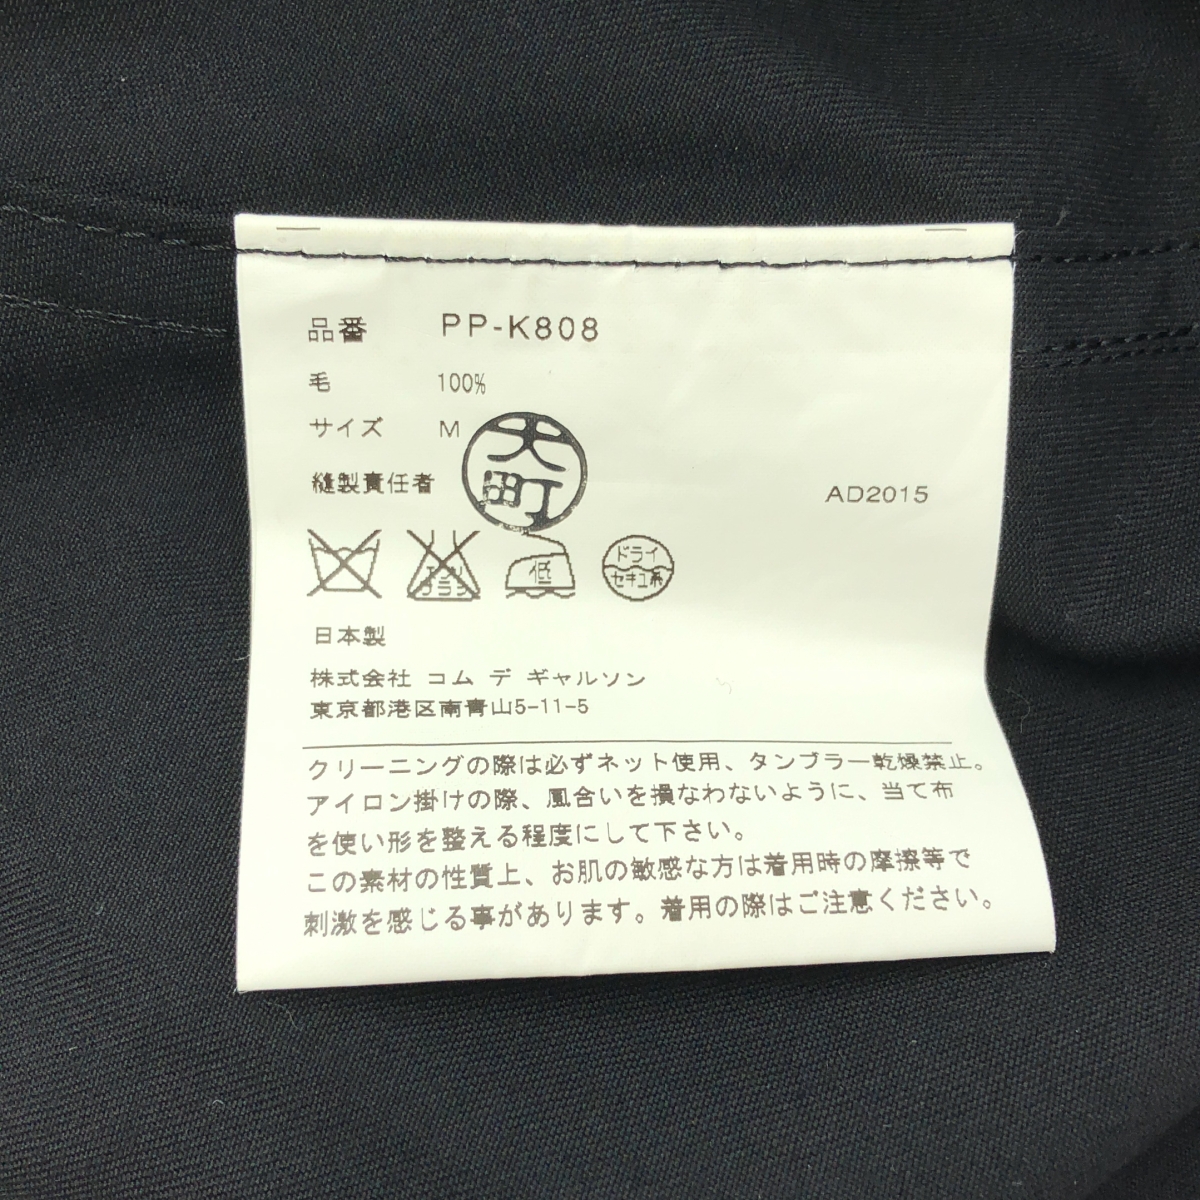 品番 PP-K808
毛 100%
サイズ M
大町
縫製責任者
AD2015
エンソ
ブラシ
低
ドライ
セキユ系
日本製
株式会社 コム デ ギャルソン
東京都港区南青山5-11-5
クリーニングの際は必ずネット使用、タンブラー乾燥禁止。
アイロン掛けの際、風合いを損なわないように、当て布
を使い形を整える程度にして下さい。
この素材の性質上、お肌の敏感な方は着用時の摩擦等で
刺激を感じる事があります。着用の際はご注意ください。